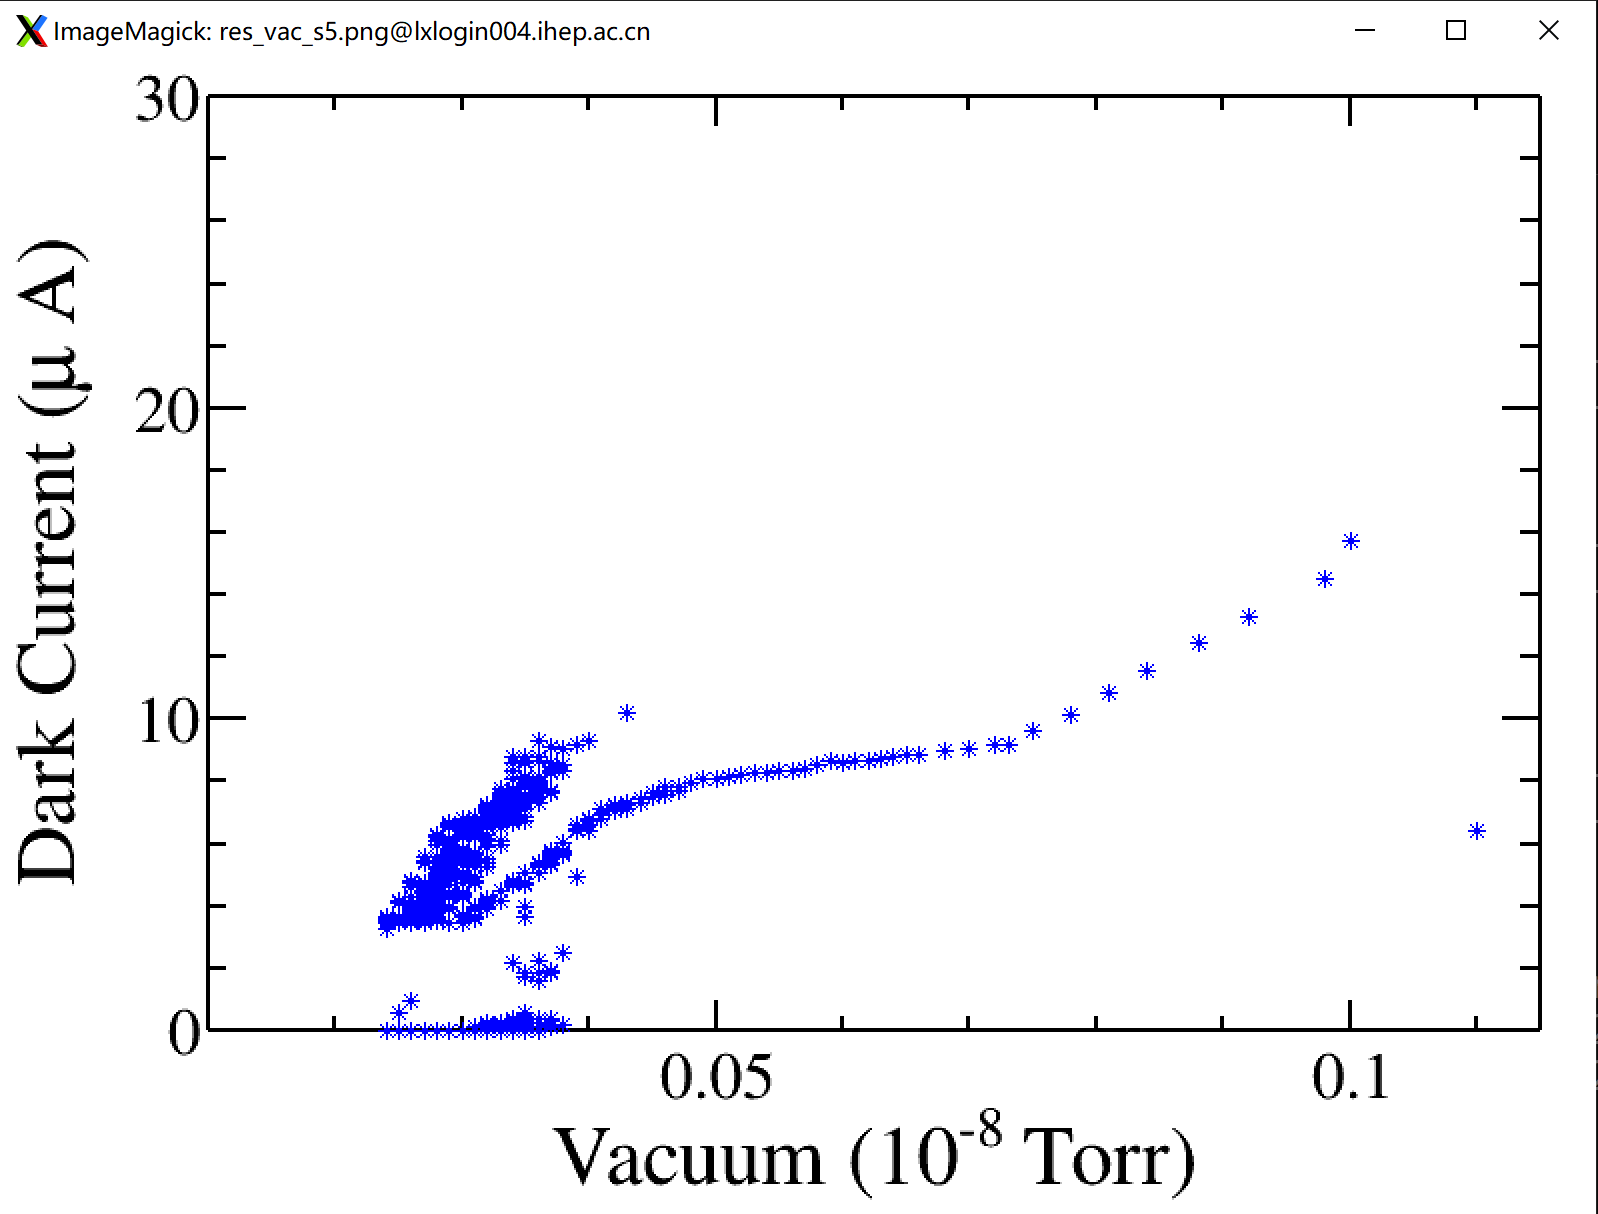 ImageMagick: res_vac_s5.png@lxlogin004.ihep.ac.cn
30
20
10
0
Dark Current (μ A)
0.05 0.1
Vacuum (10⁻⁸ Torr)